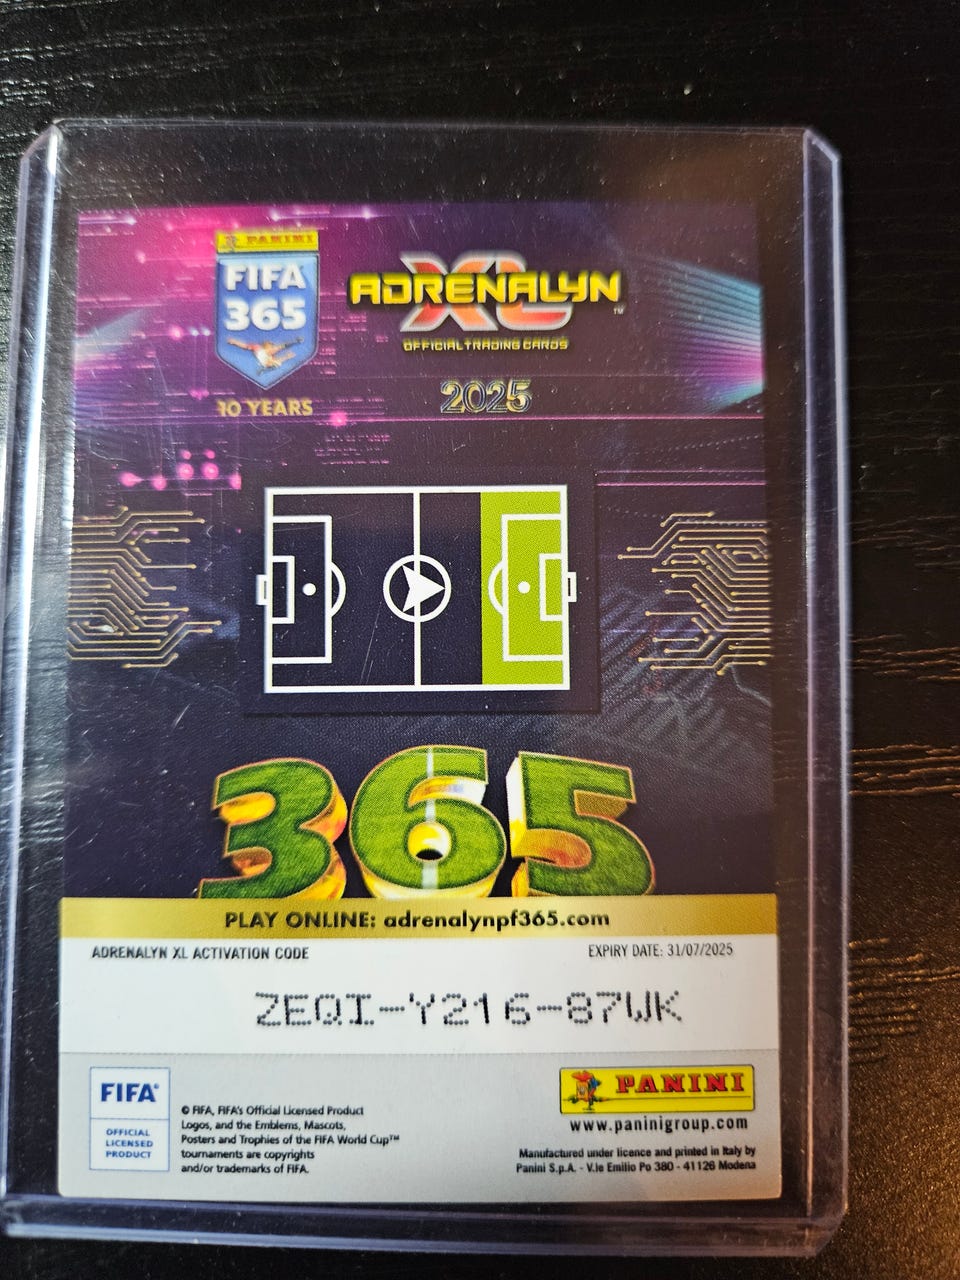 PANINI
FIFA
365
10 YEARS
ADRENALYN
XL™
OFFICIAL TRADING CARDS
2025
365
PLAY ONLINE: adrenalynpf365.com
ADRENALYN XL ACTIVATION CODE
EXPIRY DATE: 31/07/2025
ZEQI-Y216-87WK
FIFA®
OFFICIAL
LICENSED
PRODUCT
© FIFA, FIFA's Official Licensed Product
Logos, and the Emblems, Mascots,
Posters and Trophies of the FIFA World Cup™
tournaments are copyrights
and/or trademarks of FIFA.
PANINI
www.paninigroup.com
Manufactured under licence and printed in Italy by
Panini S.p.A. - V.le Emilio Po 380 - 41126 Modena